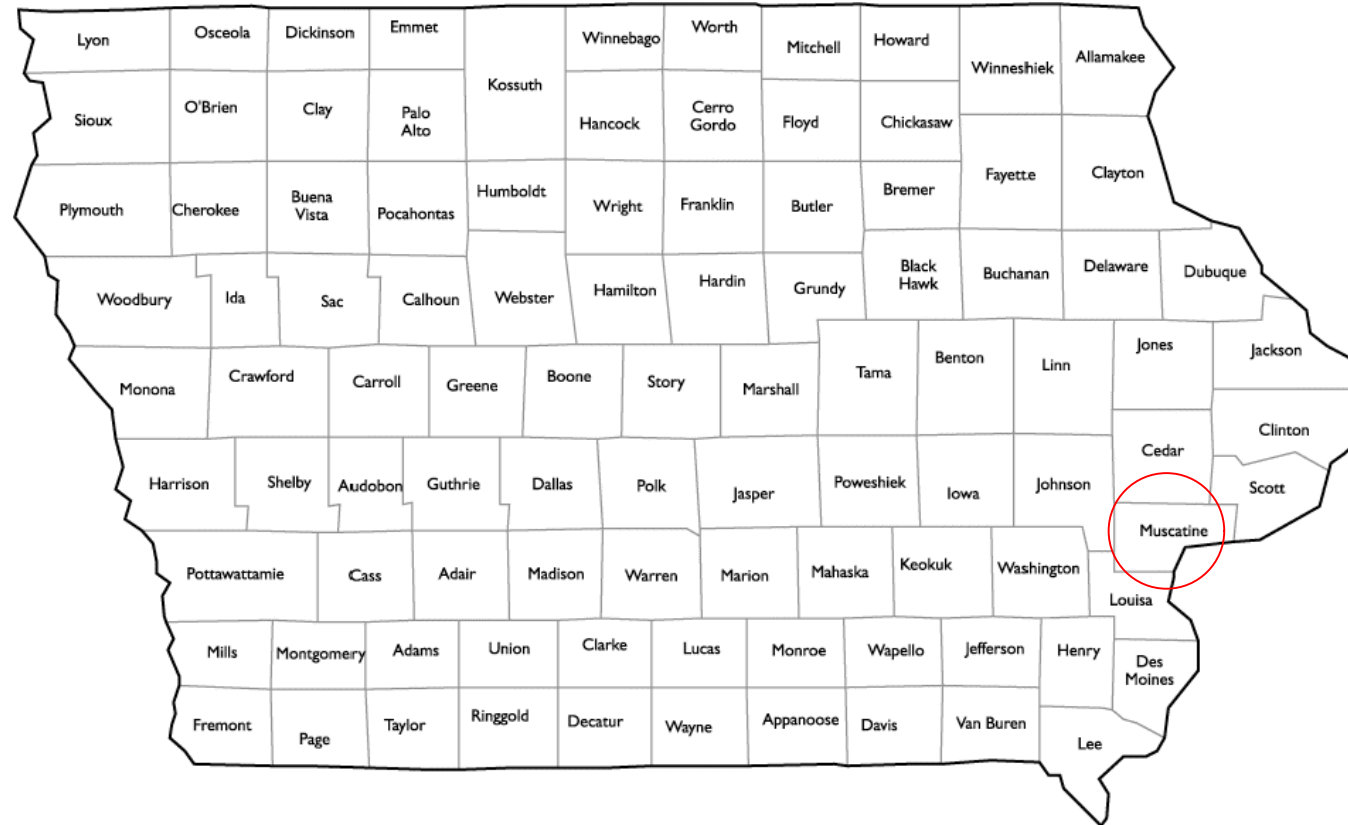 Lyon
Osceola
Dickinson
Emmet
Winnebago
Worth
Mitchell
Howard
Winneshiek
Allamakee
Kossuth
Sioux
O'Brien
Clay
Palo
Alto
Hancock
Cerro
Gordo
Floyd
Chickasaw
Fayette
Clayton
Plymouth
Cherokee
Buena
Vista
Pocahontas
Humboldt
Wright
Franklin
Butler
Bremer
Woodbury
Ida
Sac
Calhoun
Webster
Hamilton
Hardin
Grundy
Black
Hawk
Buchanan
Delaware
Dubuque
Monona
Crawford
Carroll
Greene
Boone
Story
Marshall
Tama
Benton
Linn
Jones
Jackson
Clinton
Cedar
Harrison
Shelby
Audobon
Guthrie
Dallas
Polk
Jasper
Poweshiek
Iowa
Johnson
Scott
Muscatine
Pottawattamie
Cass
Adair
Madison
Warren
Marion
Mahaska
Keokuk
Washington
Louisa
Mills
Montgomery
Adams
Union
Clarke
Lucas
Monroe
Wapello
Jefferson
Henry
Des
Moines
Fremont
Page
Taylor
Ringgold
Decatur
Wayne
Appanoose
Davis
Van Buren
Lee